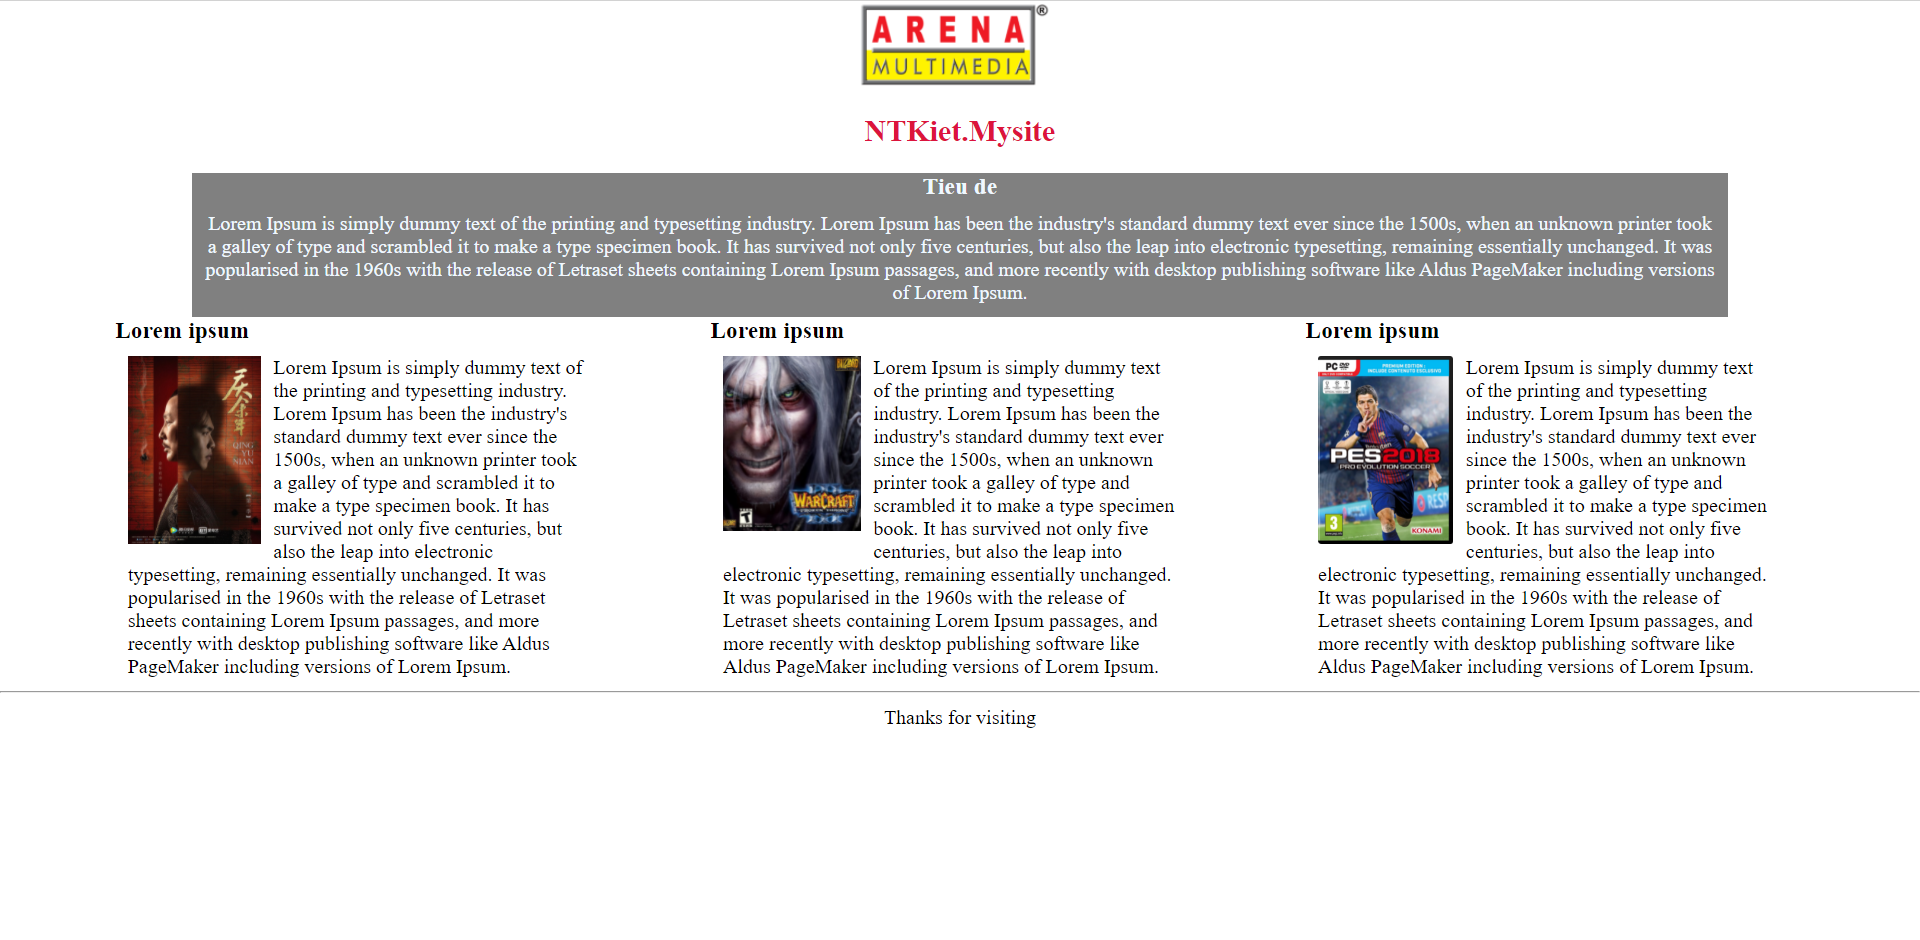 ARENA ®
MULTIMEDIA
NTKiet.Mysite
Tieu de
Lorem Ipsum is simply dummy text of the printing and typesetting industry. Lorem Ipsum has been the industry's standard dummy text ever since the 1500s, when an unknown printer took
a galley of type and scrambled it to make a type specimen book. It has survived not only five centuries, but also the leap into electronic typesetting, remaining essentially unchanged. It was
popularised in the 1960s with the release of Letraset sheets containing Lorem Ipsum passages, and more recently with desktop publishing software like Aldus PageMaker including versions
of Lorem Ipsum.
Lorem ipsum
庆余年
QING
YU
NIAN
Lorem Ipsum is simply dummy text of
the printing and typesetting industry.
Lorem Ipsum has been the industry's
standard dummy text ever since the
1500s, when an unknown printer took
a galley of type and scrambled it to
make a type specimen book. It has
survived not only five centuries, but
also the leap into electronic
typesetting, remaining essentially unchanged. It was
popularised in the 1960s with the release of Letraset
sheets containing Lorem Ipsum passages, and more
recently with desktop publishing software like Aldus
PageMaker including versions of Lorem Ipsum.
Lorem ipsum
BLIZZARD
WARCRAFT
III
Lorem Ipsum is simply dummy text
of the printing and typesetting
industry. Lorem Ipsum has been the
industry's standard dummy text ever
since the 1500s, when an unknown
printer took a galley of type and
scrambled it to make a type specimen
book. It has survived not only five
centuries, but also the leap into
electronic typesetting, remaining essentially unchanged.
It was popularised in the 1960s with the release of
Letraset sheets containing Lorem Ipsum passages, and
more recently with desktop publishing software like
Aldus PageMaker including versions of Lorem Ipsum.
Lorem ipsum
PC DVD
PREMIUM EDITION :
INCLUDE CONTENUTO ESCLUSIVO
PES2018
PRO EVOLUTION SOCCER
3
KONAMI
Lorem Ipsum is simply dummy text
of the printing and typesetting
industry. Lorem Ipsum has been the
industry's standard dummy text ever
since the 1500s, when an unknown
printer took a galley of type and
scrambled it to make a type specimen
book. It has survived not only five
centuries, but also the leap into
electronic typesetting, remaining essentially unchanged.
It was popularised in the 1960s with the release of
Letraset sheets containing Lorem Ipsum passages, and
more recently with desktop publishing software like
Aldus PageMaker including versions of Lorem Ipsum.
Thanks for visiting